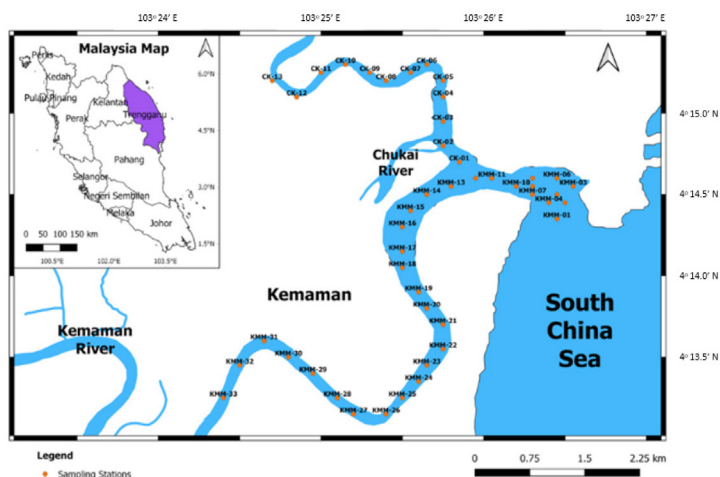 103°24'E 103°25'E 103°26'E 103°27'E
Malaysia Map
Perlis
Kedah
Pulau Pinang
Kelantan
Perak
Trengganu
Pahang
Selangor
Negeri Sembilan
Melaka
Johor
6.0°N
4.5°N
3.0°N
1.5°N
0 50 100 150 km
100.5°E 102.0°E 103.5°E
CK-13
CK-12
CK-11
CK-10
CK-09
CK-08
CK-07
CK-06
CK-05
CK-04
CK-03
CK-02
CK-01
4°15.0'N
4°14.5'N
4°14.0'N
4°13.5'N
Chukai
River
KMM-01
KMM-04
KMM-05
KMM-06
KMM-07
KMM-10
KMM-11
KMM-13
KMM-14
KMM-15
KMM-16
KMM-17
KMM-18
KMM-19
KMM-20
KMM-21
KMM-22
KMM-23
KMM-24
KMM-25
KMM-26
KMM-27
KMM-28
KMM-29
KMM-30
KMM-31
KMM-32
KMM-33
Kemaman
Kemaman
River
South
China
Sea
Legend
Sampling Stations
0 0.75 1.5 2.25 km